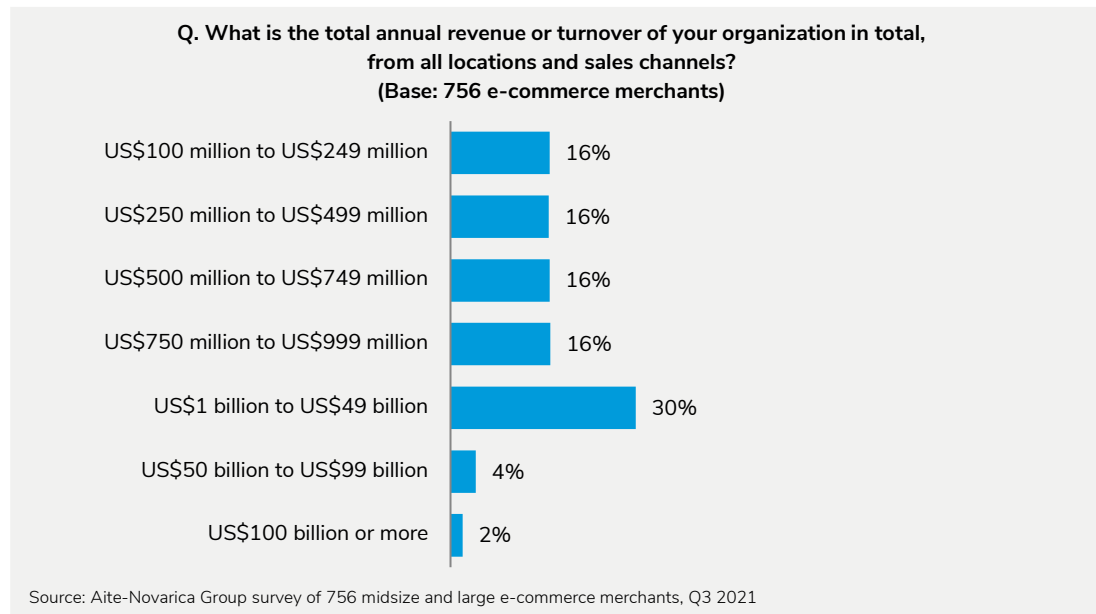 Q. What is the total annual revenue or turnover of your organization in total,
from all locations and sales channels?
(Base: 756 e-commerce merchants)
US$100 million to US$249 million 16%
US$250 million to US$499 million 16%
US$500 million to US$749 million 16%
US$750 million to US$999 million 16%
US$1 billion to US$49 billion 30%
US$50 billion to US$99 billion 4%
US$100 billion or more 2%
Source: Aite-Novarica Group survey of 756 midsize and large e-commerce merchants, Q3 2021